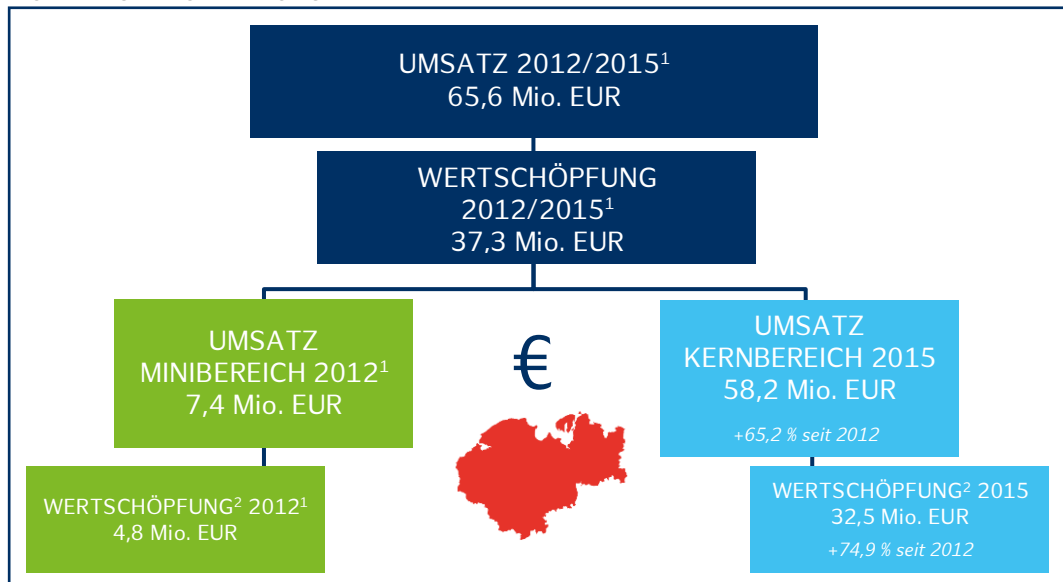 UMSATZ 2012/2015¹
65,6 Mio. EUR
WERTSCHÖPFUNG
2012/2015¹
37,3 Mio. EUR
UMSATZ
MINIBEREICH 2012¹
7,4 Mio. EUR
€
UMSATZ
KERNBEREICH 2015
58,2 Mio. EUR
+65,2 % seit 2012
WERTSCHÖPFUNG² 2012¹
4,8 Mio. EUR
WERTSCHÖPFUNG² 2015
32,5 Mio. EUR
+74,9 % seit 2012